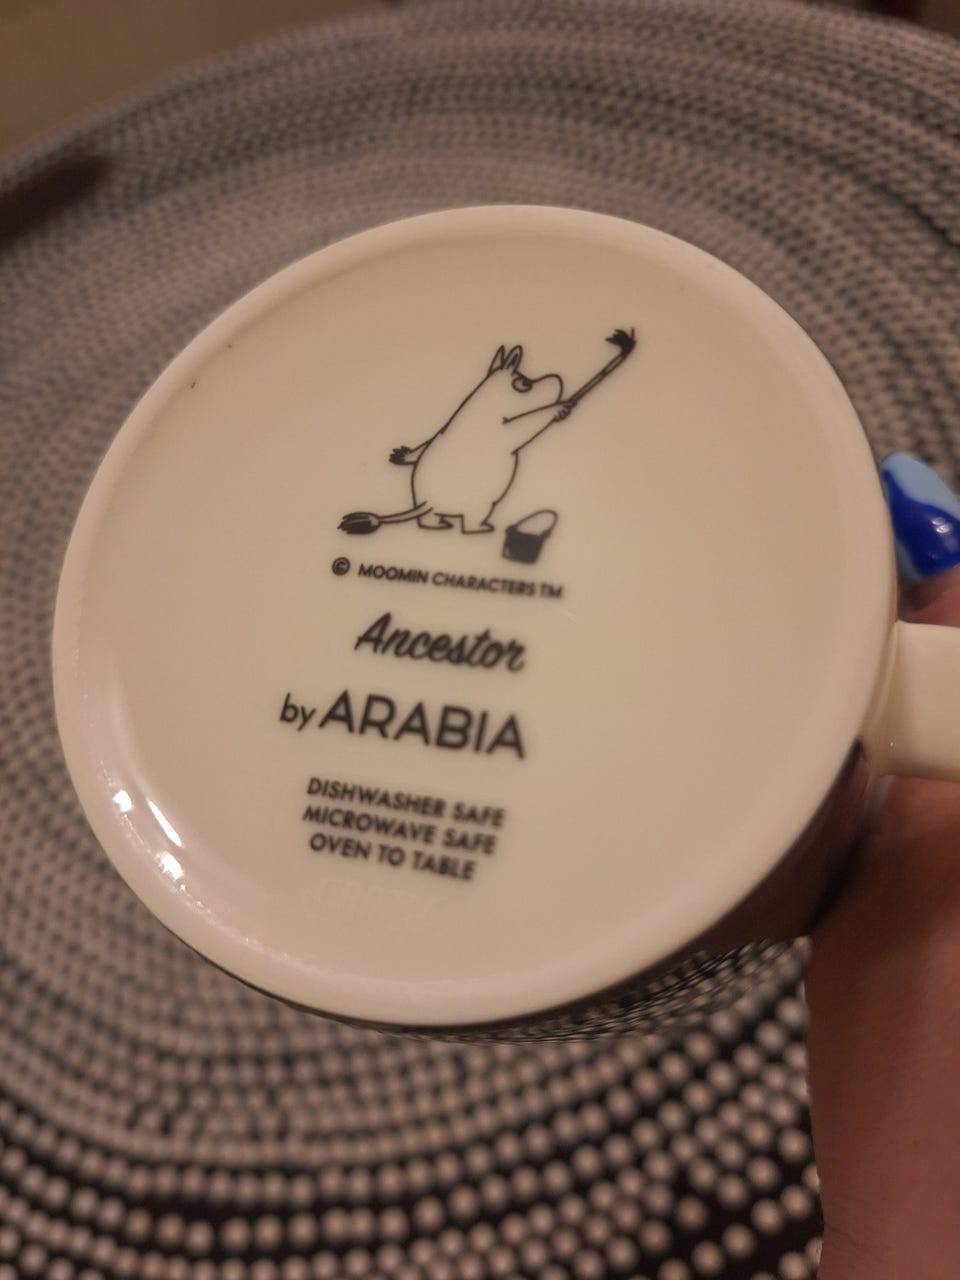 © MOOMIN CHARACTERS TM
Ancestor
by ARABIA
DISHWASHER SAFE
MICROWAVE SAFE
OVEN TO TABLE